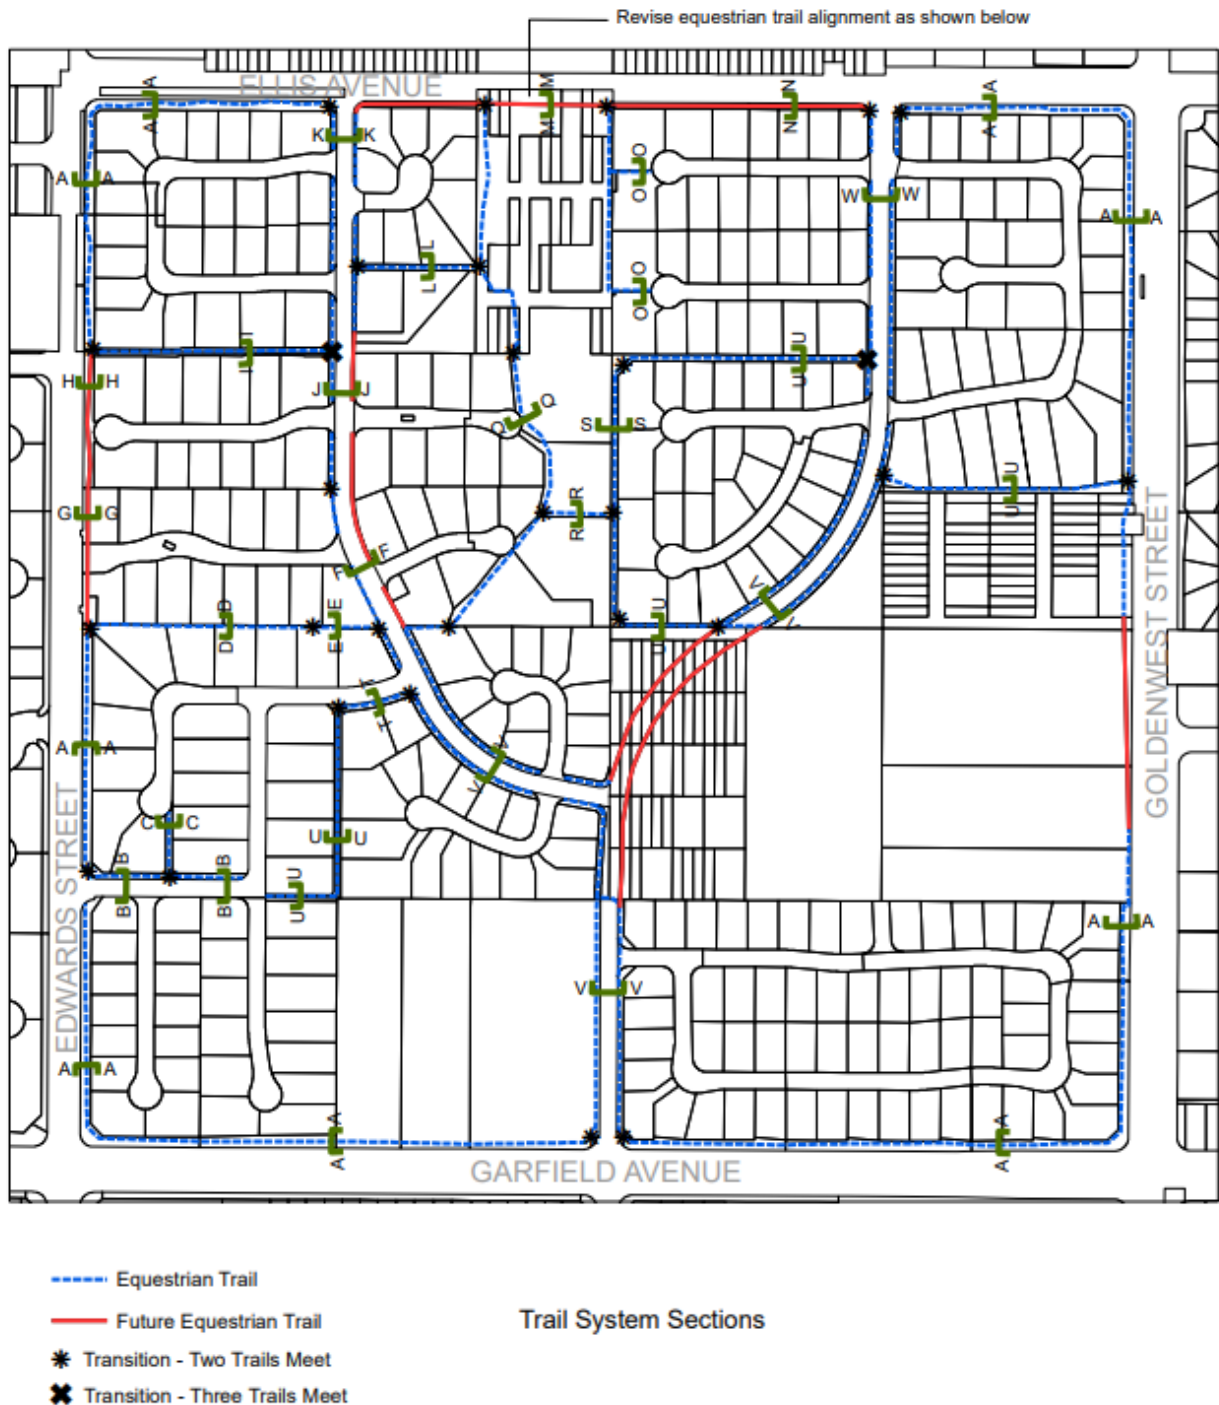 Revise equestrian trail alignment as shown below
ELLIS AVENUE
A
A
M
M
N
N
A
A
K K
O
O
A A
W W
A A
L
L
O
O
I
I
U
U
H H
J J
Q Q
S S
U
U
G G
R
R
F F
V V
D
D
E
E
U
U
T
T
A A
V V
C C
U U
B
B
B
B
U
U
A A
V V
A A
A
A
A
A
EDWARDS STREET
GOLDENWEST STREET
GARFIELD AVENUE
Equestrian Trail
Future Equestrian Trail
Trail System Sections
Transition - Two Trails Meet
Transition - Three Trails Meet